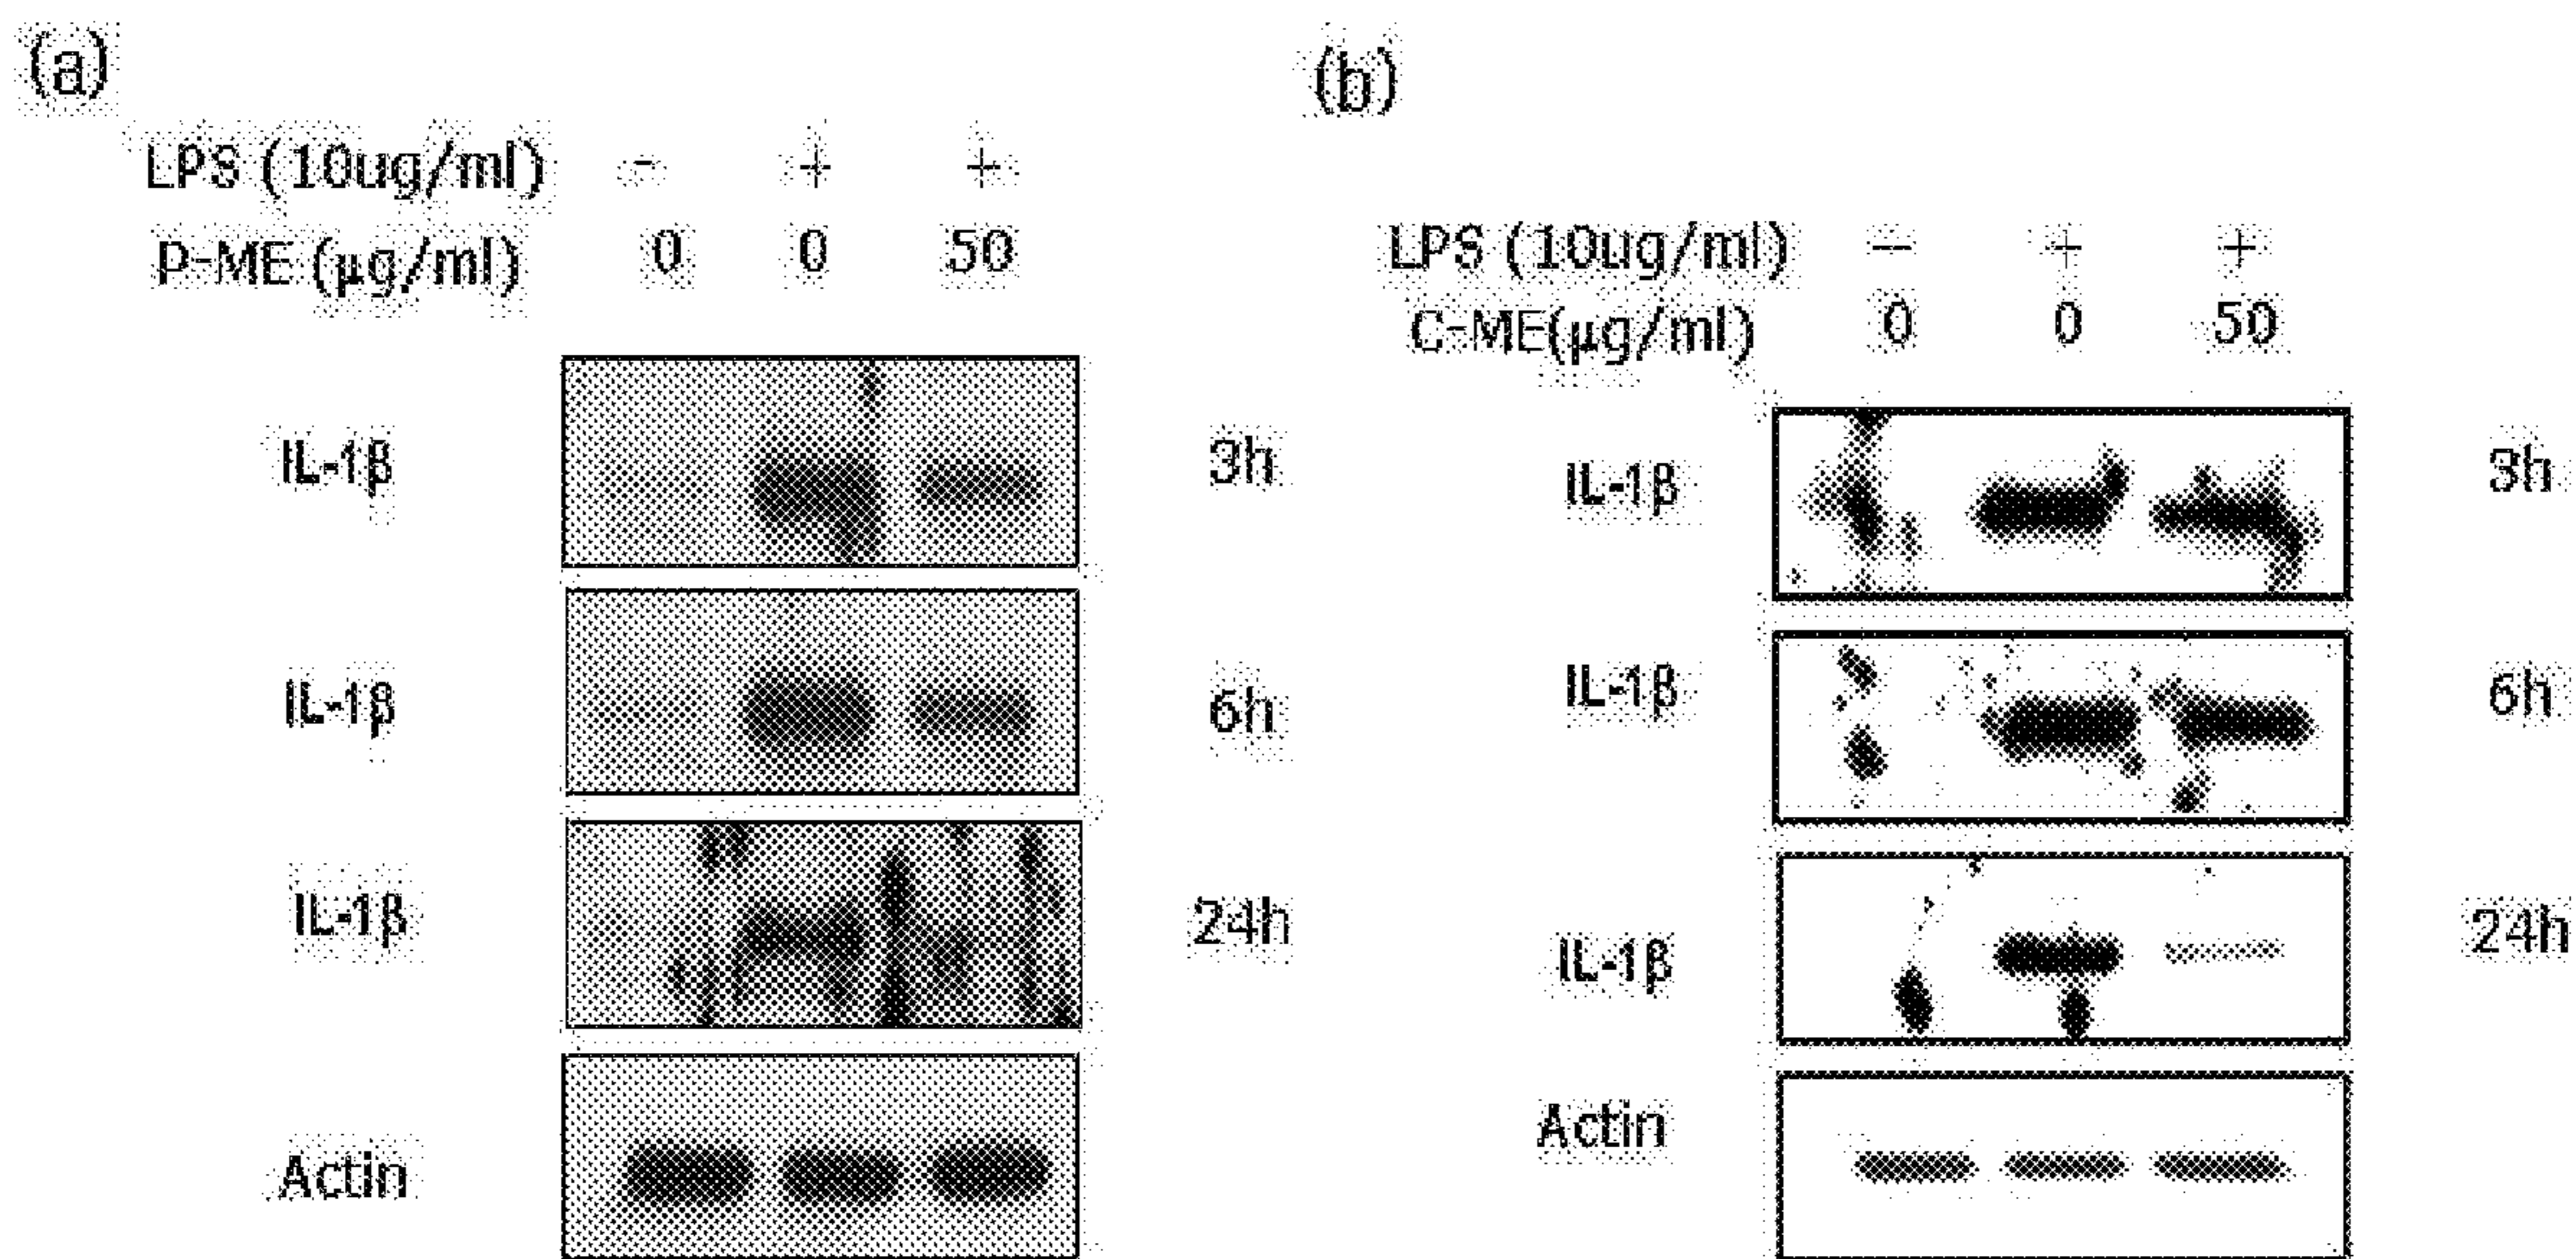 (a)
LPS (10ug/ml) - + +
P-ME (µg/ml) 0 0 50
IL-1β 3h
IL-1β 6h
IL-1β 24h
Actin
(b)
LPS (10ug/ml) — + +
C-ME(µg/ml) 0 0 50
IL-1β 3h
IL-1β 6h
IL-1β 24h
Actin